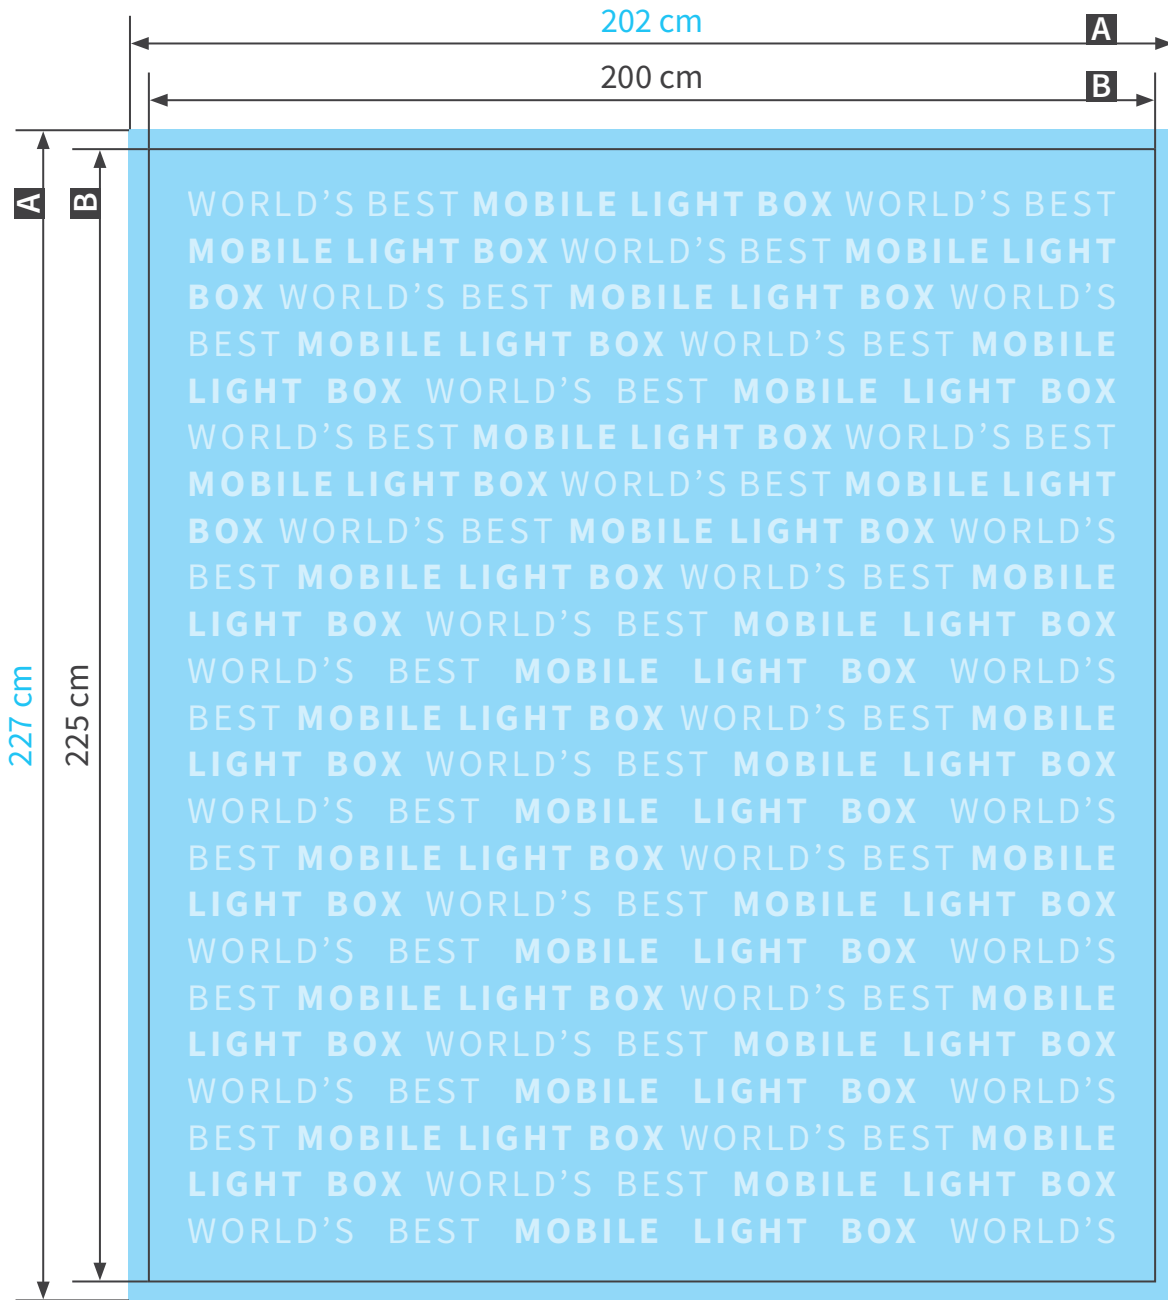 202 cm
A
200 cm
B
A
B
WORLD’S BEST MOBILE LIGHT BOX WORLD’S BEST
MOBILE LIGHT BOX WORLD’S BEST MOBILE LIGHT
BOX WORLD’S BEST MOBILE LIGHT BOX WORLD’S
BEST MOBILE LIGHT BOX WORLD’S BEST MOBILE
LIGHT BOX WORLD’S BEST MOBILE LIGHT BOX
WORLD’S BEST MOBILE LIGHT BOX WORLD’S BEST
MOBILE LIGHT BOX WORLD’S BEST MOBILE LIGHT
BOX WORLD’S BEST MOBILE LIGHT BOX WORLD’S
BEST MOBILE LIGHT BOX WORLD’S BEST MOBILE
LIGHT BOX WORLD’S BEST MOBILE LIGHT BOX
WORLD’S BEST MOBILE LIGHT BOX WORLD’S
BEST MOBILE LIGHT BOX WORLD’S BEST MOBILE
LIGHT BOX WORLD’S BEST MOBILE LIGHT BOX
WORLD’S BEST MOBILE LIGHT BOX WORLD’S
BEST MOBILE LIGHT BOX WORLD’S BEST MOBILE
LIGHT BOX WORLD’S BEST MOBILE LIGHT BOX
WORLD’S BEST MOBILE LIGHT BOX WORLD’S
BEST MOBILE LIGHT BOX WORLD’S BEST MOBILE
LIGHT BOX WORLD’S BEST MOBILE LIGHT BOX
WORLD’S BEST MOBILE LIGHT BOX WORLD’S
BEST MOBILE LIGHT BOX WORLD’S BEST MOBILE
LIGHT BOX WORLD’S BEST MOBILE LIGHT BOX
WORLD’S BEST MOBILE LIGHT BOX WORLD’S
227 cm
225 cm